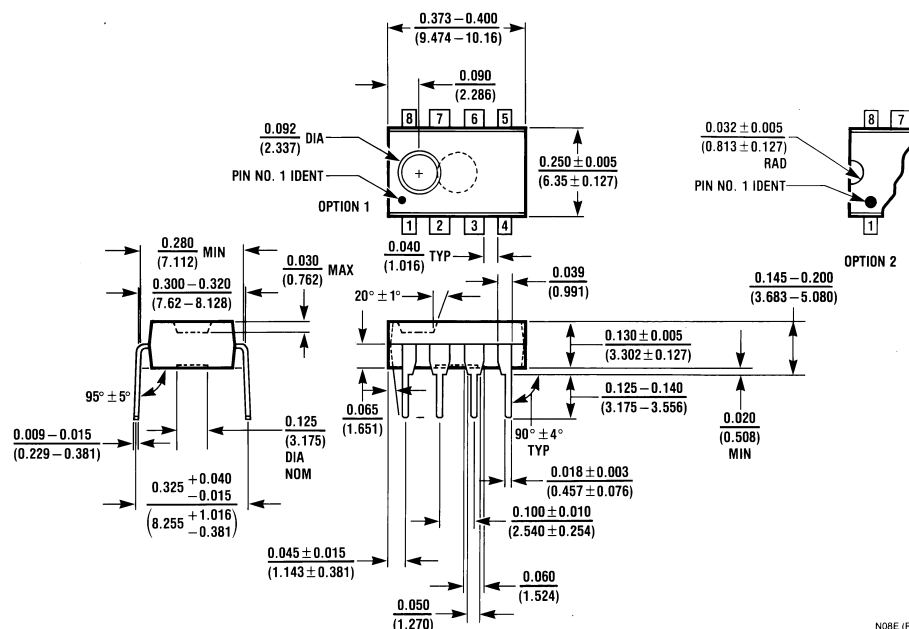 0.373 – 0.400
(9.474 – 10.16)
0.090
(2.286)
8 7 6 5
0.092 DIA
(2.337)
PIN NO. 1 IDENT
OPTION 1
0.250 ± 0.005
(6.35 ± 0.127)
1 2 3 4
0.032 ± 0.005
(0.813 ± 0.127)
RAD
PIN NO. 1 IDENT
8 7
1
OPTION 2
0.280 MIN
(7.112)
0.300 – 0.320
(7.62 – 8.128)
0.030 MAX
(0.762)
0.040 TYP
(1.016)
20° ± 1°
0.039
(0.991)
0.145 – 0.200
(3.683 – 5.080)
0.130 ± 0.005
(3.302 ± 0.127)
0.125 – 0.140
(3.175 – 3.556)
0.020
(0.508)
MIN
95° ± 5°
0.009 – 0.015
(0.229 – 0.381)
0.125
(3.175)
DIA
NOM
0.065
(1.651)
90° ± 4°
TYP
0.018 ± 0.003
(0.457 ± 0.076)
0.325 +0.040
−0.015
(8.255 +1.016
−0.381)
0.100 ± 0.010
(2.540 ± 0.254)
0.045 ± 0.015
(1.143 ± 0.381)
0.060
(1.524)
0.050
(1.270)
N08E (F